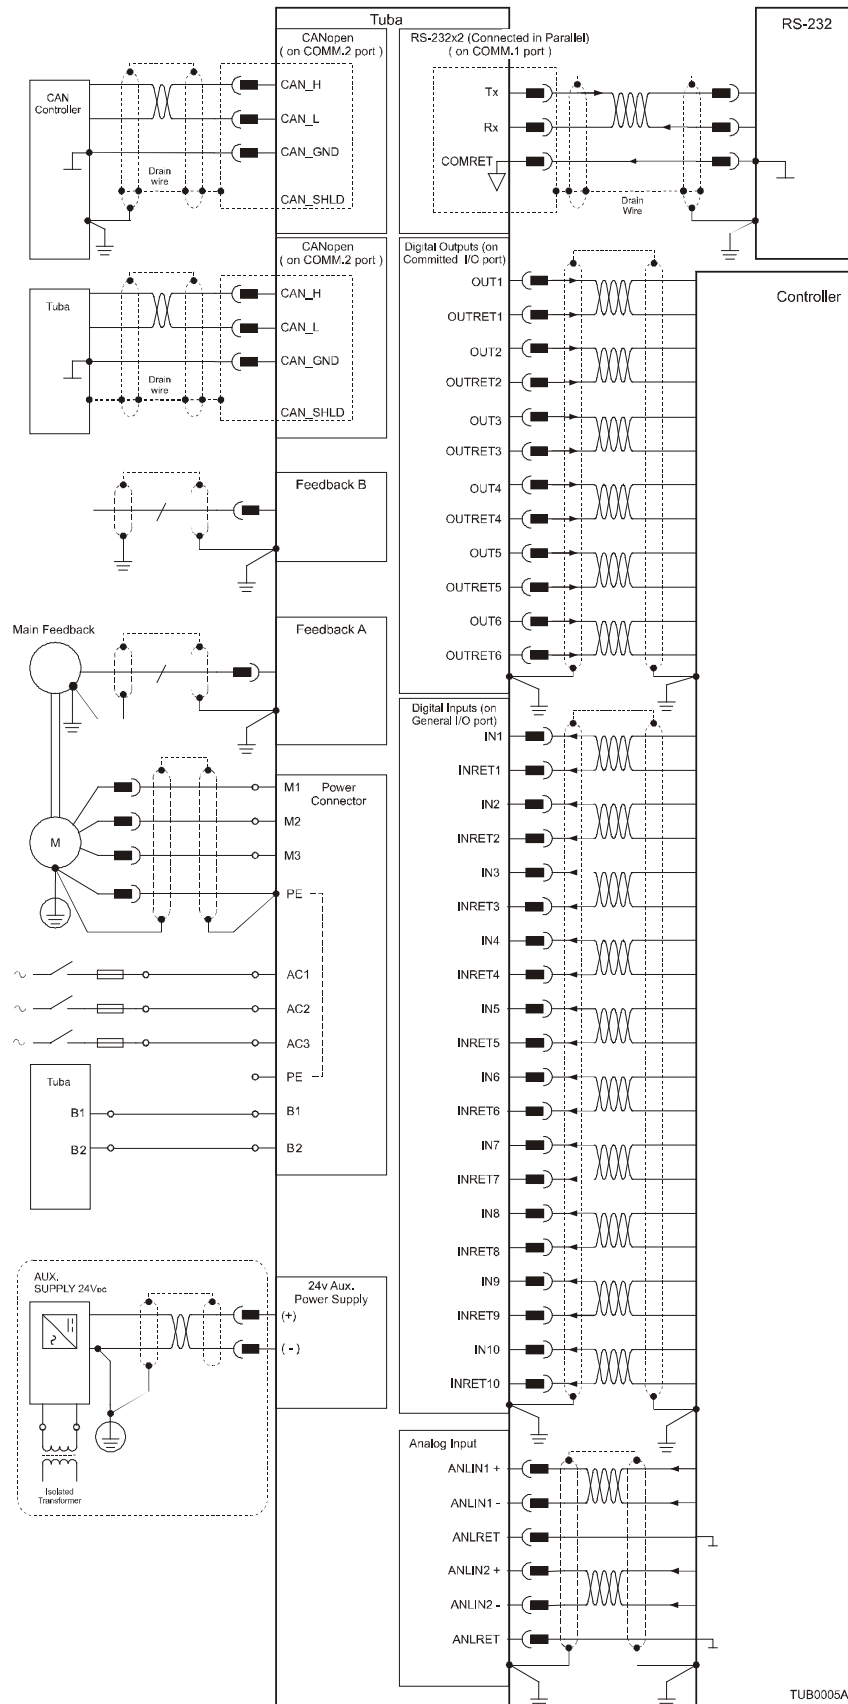 Tuba
RS-232
CANopen
( on COMM.2 port )
RS-232x2 (Connected in Parallel)
( on COMM.1 port )
CAN
Controller
CAN_H
CAN_L
CAN_GND
CAN_SHLD
Drain
wire
Tx
Rx
COMRET
Drain
Wire
CANopen
( on COMM.2 port )
Tuba
CAN_H
CAN_L
CAN_GND
CAN_SHLD
Drain
wire
Digital Outputs (on
Committed I/O port)
Controller
OUT1
OUTRET1
OUT2
OUTRET2
OUT3
OUTRET3
OUT4
OUTRET4
OUT5
OUTRET5
OUT6
OUTRET6
Feedback B
Main Feedback
Feedback A
Digital Inputs (on
General I/O port)
IN1
INRET1
IN2
INRET2
IN3
INRET3
IN4
INRET4
IN5
INRET5
IN6
INRET6
IN7
INRET7
IN8
INRET8
IN9
INRET9
IN10
INRET10
M
M1
Power
Connector
M2
M3
PE
AC1
AC2
AC3
PE
Tuba
B1
B1
B2
B2
AUX.
SUPPLY 24VDC
24v Aux.
Power Supply
(+)
( - )
Isolated
Transformer
Analog Input
ANLIN1 +
ANLIN1 -
ANLRET
ANLIN2 +
ANLIN2 -
ANLRET
TUB0005A